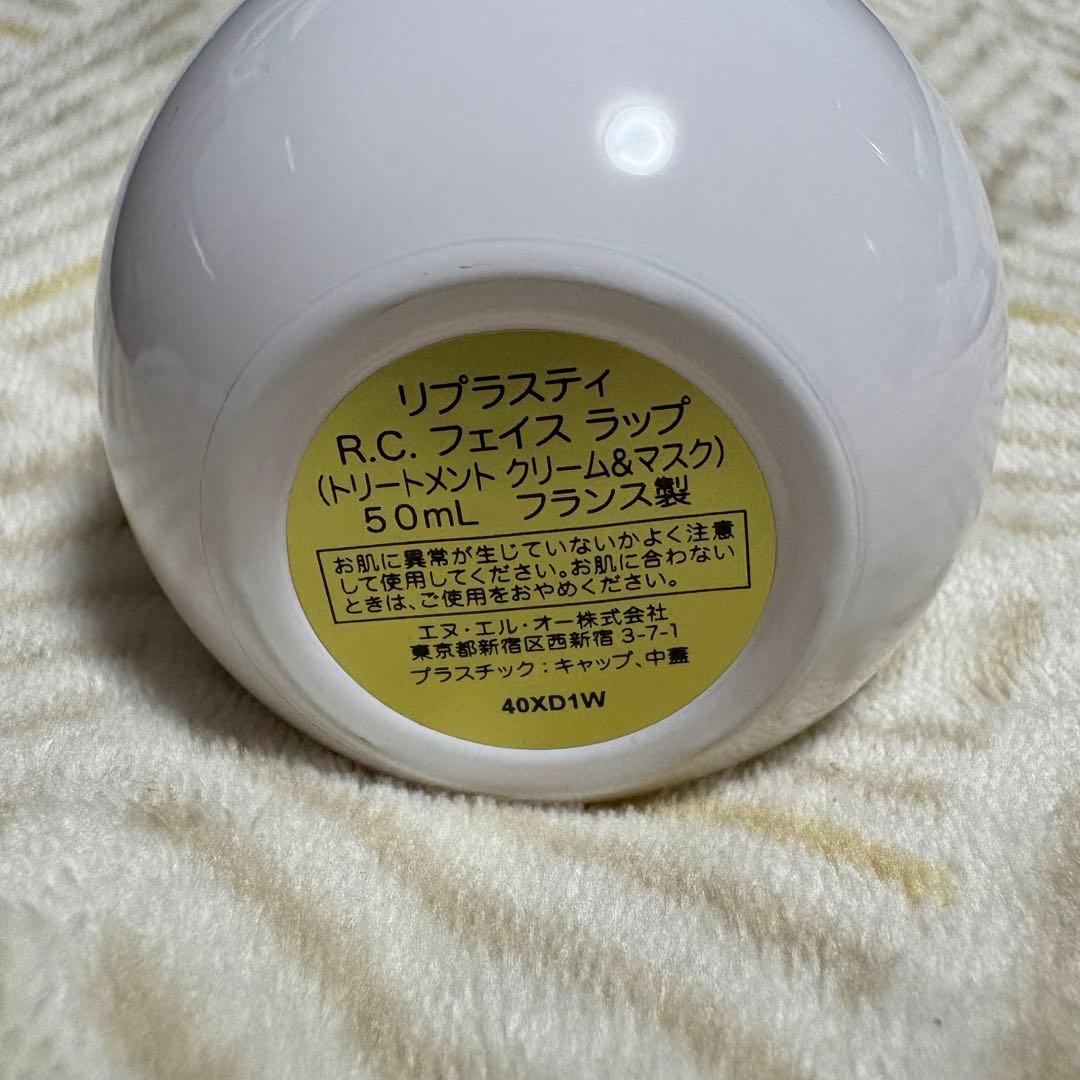 リプラスティ
R.C. フェイス ラップ
(トリートメント クリーム&マスク)
50mL フランス製
お肌に異常が生じていないかよく注意
して使用してください。お肌に合わない
ときは、ご使用をおやめください。
エヌ・エル・オー株式会社
東京都新宿区西新宿 3-7-1
プラスチック：キャップ、中蓋
40XD1W